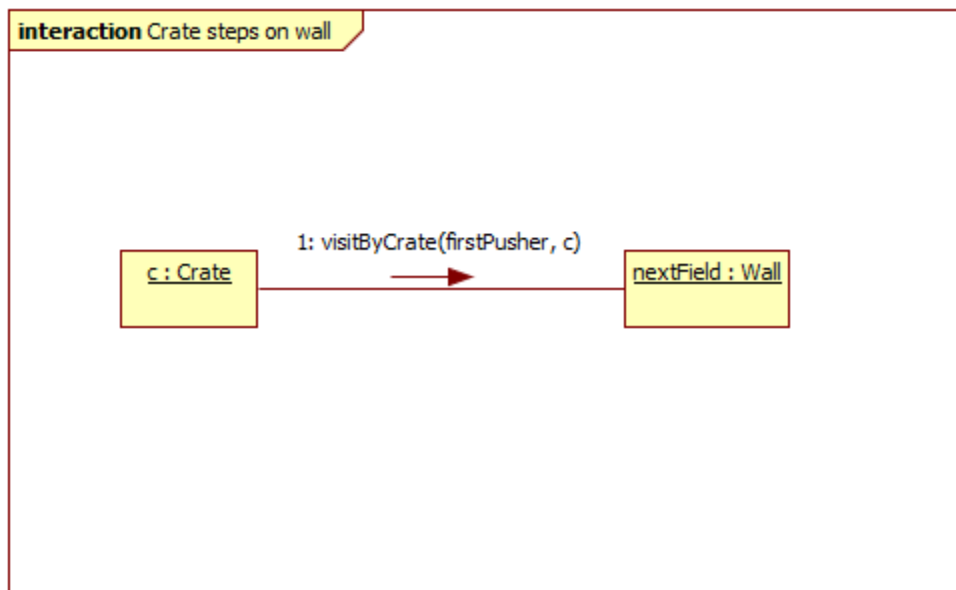 interaction Crate steps on wall
1: visitByCrate(firstPusher, c)
c : Crate
nextField : Wall